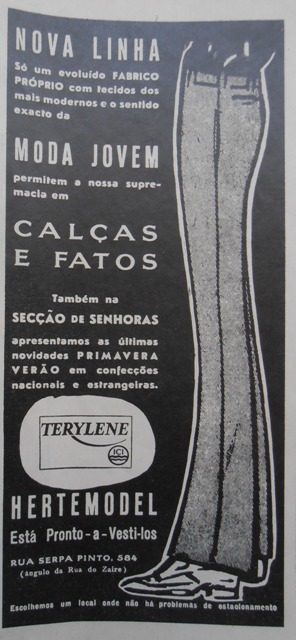 NOVA LINHA
Só um evoluído FABRICO
PRÓPRIO com tecidos dos
mais modernos e o sentido
exacto da
MODA JOVEM
permitem a nossa supre-
macia em
CALÇAS
E FATOS
Também na
SECÇÃO DE SENHORAS
apresentamos as últimas
novidades PRIMAVERA
VERÃO em confecções
nacionais e estrangeiras.
TERYLENE
ICI
HERTEMODEL
Está Pronto-a-Vesti-los
RUA SERPA PINTO, 584
(ângulo da Rua do Zaire)
Escolhemos um local onde não há problemas de estacionamento